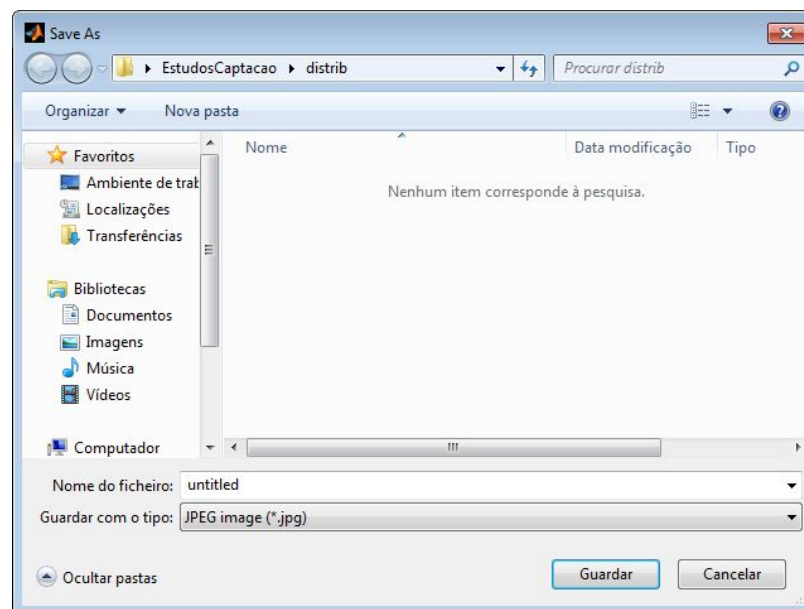 Save As
EstudosCaptacao distrib
Procurar distrib
Organizar Nova pasta
Favoritos
Ambiente de trab
Localizações
Transferências
Bibliotecas
Documentos
Imagens
Música
Vídeos
Computador
Nome Data modificação Tipo
Nenhum item corresponde à pesquisa.
Nome do ficheiro: untitled
Guardar com o tipo: JPEG image (*.jpg)
Ocultar pastas Guardar Cancelar